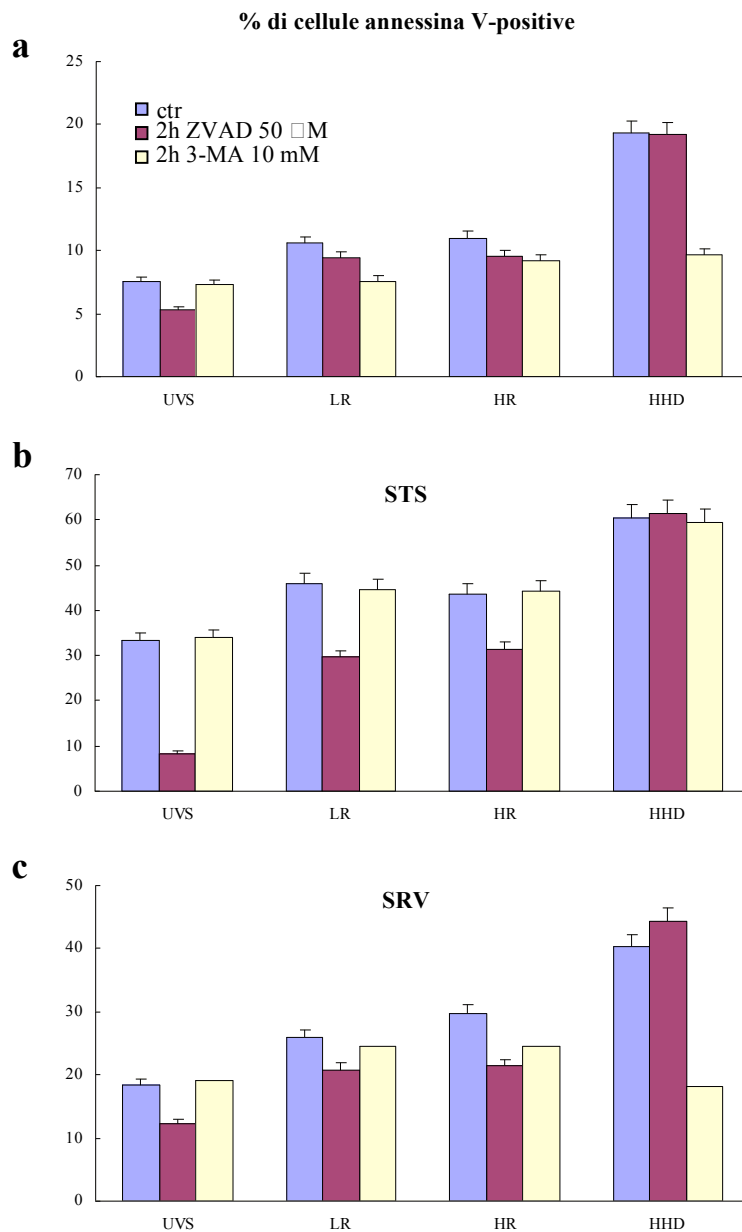 % di cellule annessina V-positive
a
25
20
15
10
5
0
ctr
2h ZVAD 50 □M
2h 3-MA 10 mM
UVS LR HR HHD
b
STS
70
60
50
40
30
20
10
0
UVS LR HR HHD
c
SRV
50
40
30
20
10
0
UVS LR HR HHD